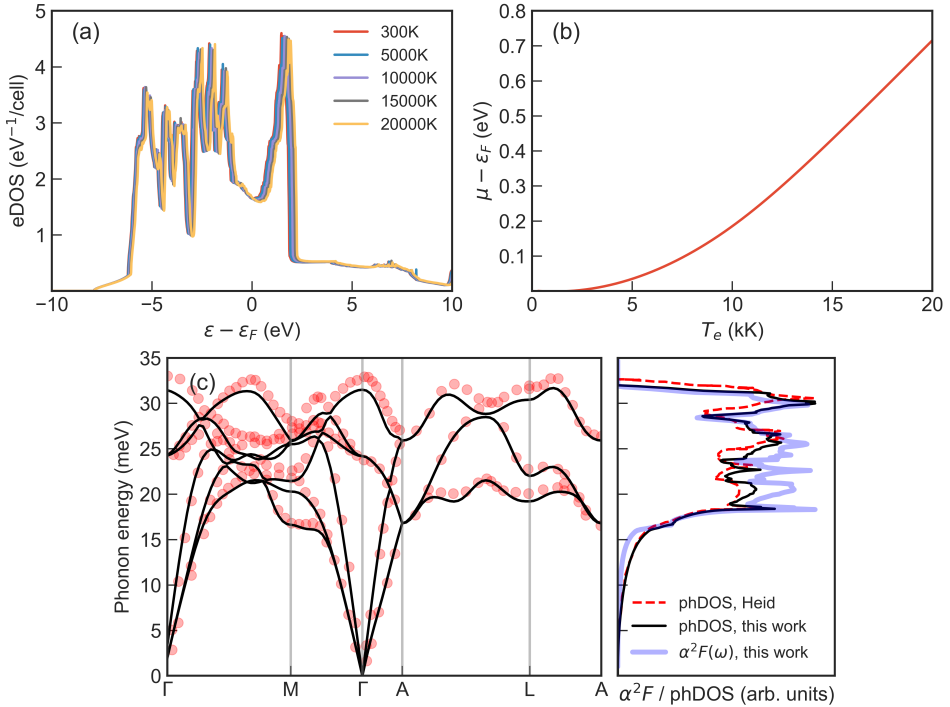 (a)
eDOS (eV⁻¹/cell)
5
4
3
2
1
−10
−5
0
5
10
ε − ε_F (eV)
300K
5000K
10000K
15000K
20000K
(b)
μ − ε_F (eV)
0.8
0.7
0.6
0.5
0.4
0.3
0.2
0.1
0
0
5
10
15
20
T_e (kK)
(c)
Phonon energy (meV)
35
30
25
20
15
10
5
0
Γ
M
Γ
A
L
A
phDOS, Heid
phDOS, this work
α²F(ω), this work
α²F / phDOS (arb. units)